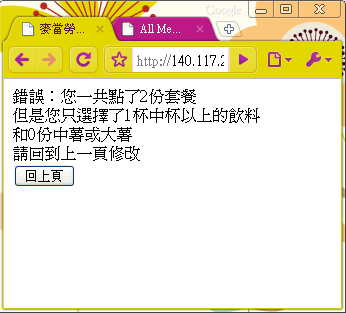 Google
麥當勞...
All Me...
http://140.117.2
錯誤：您一共點了2份套餐
但是您只選擇了1杯中杯以上的飲料
和0份中薯或大薯
請回到上一頁修改
回上頁